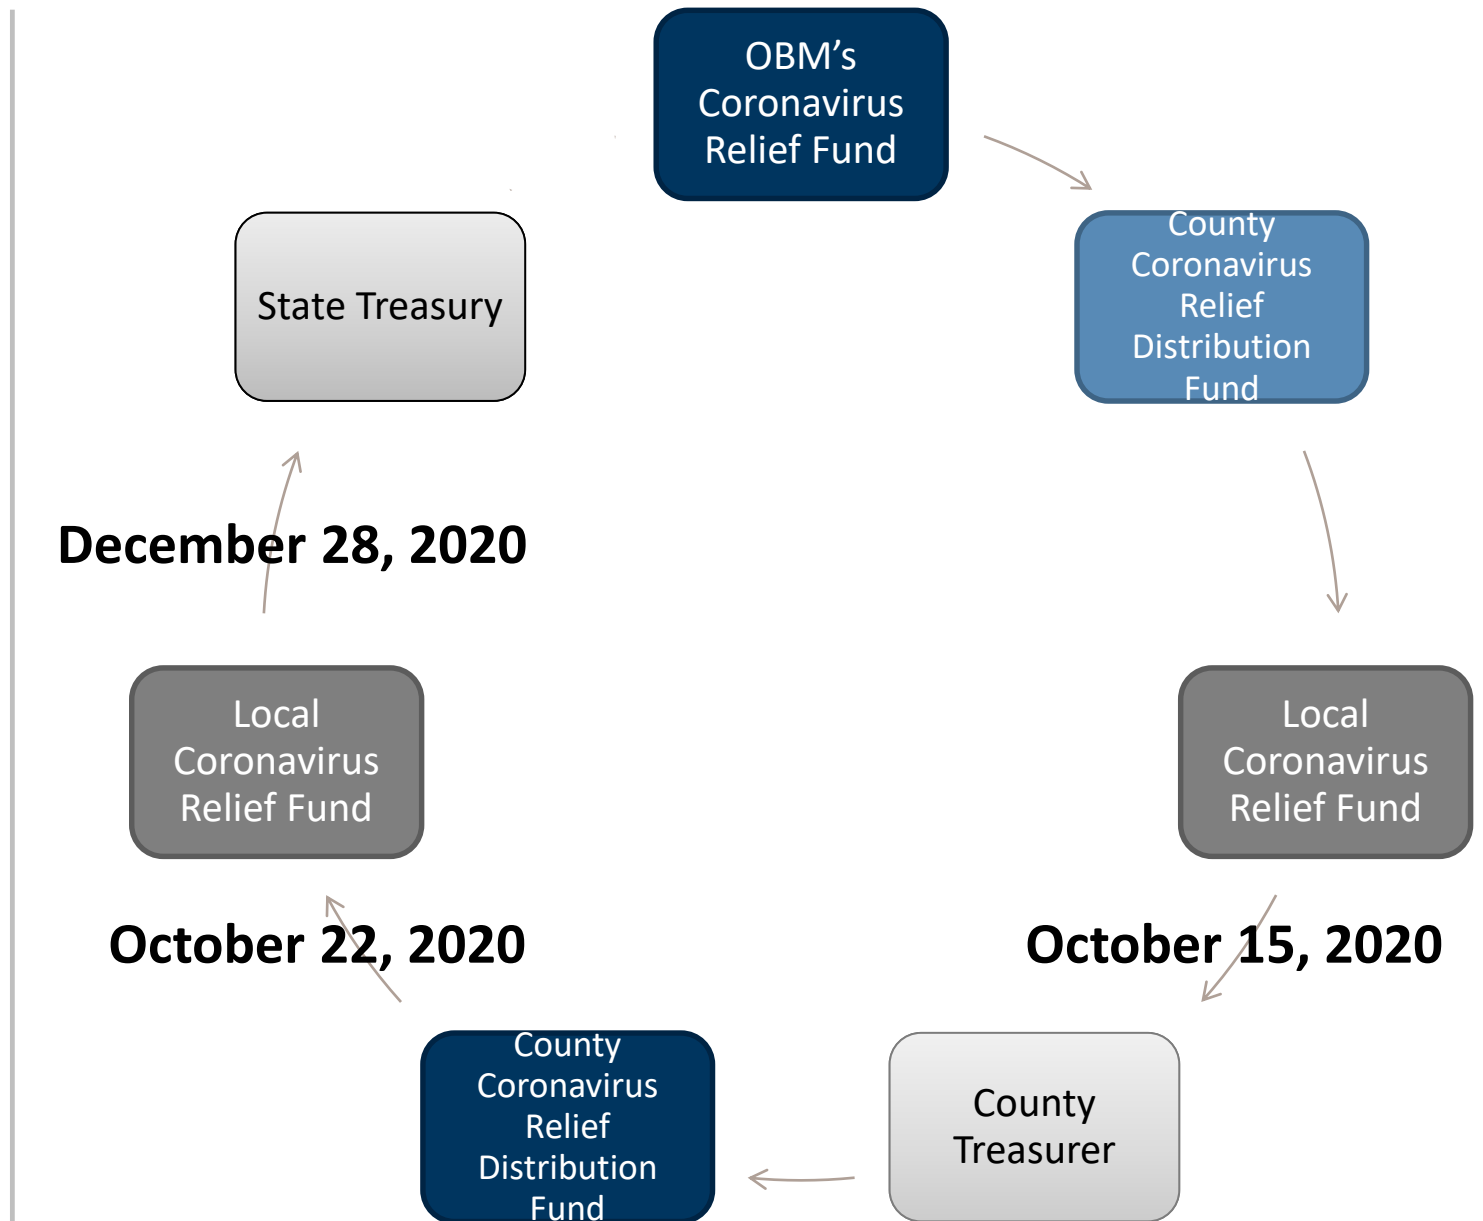 OBM’s
Coronavirus
Relief Fund
County
Coronavirus
Relief
Distribution
Fund
Local
Coronavirus
Relief Fund
October 15, 2020
County
Treasurer
County
Coronavirus
Relief
Distribution
Fund
October 22, 2020
Local
Coronavirus
Relief Fund
December 28, 2020
State Treasury